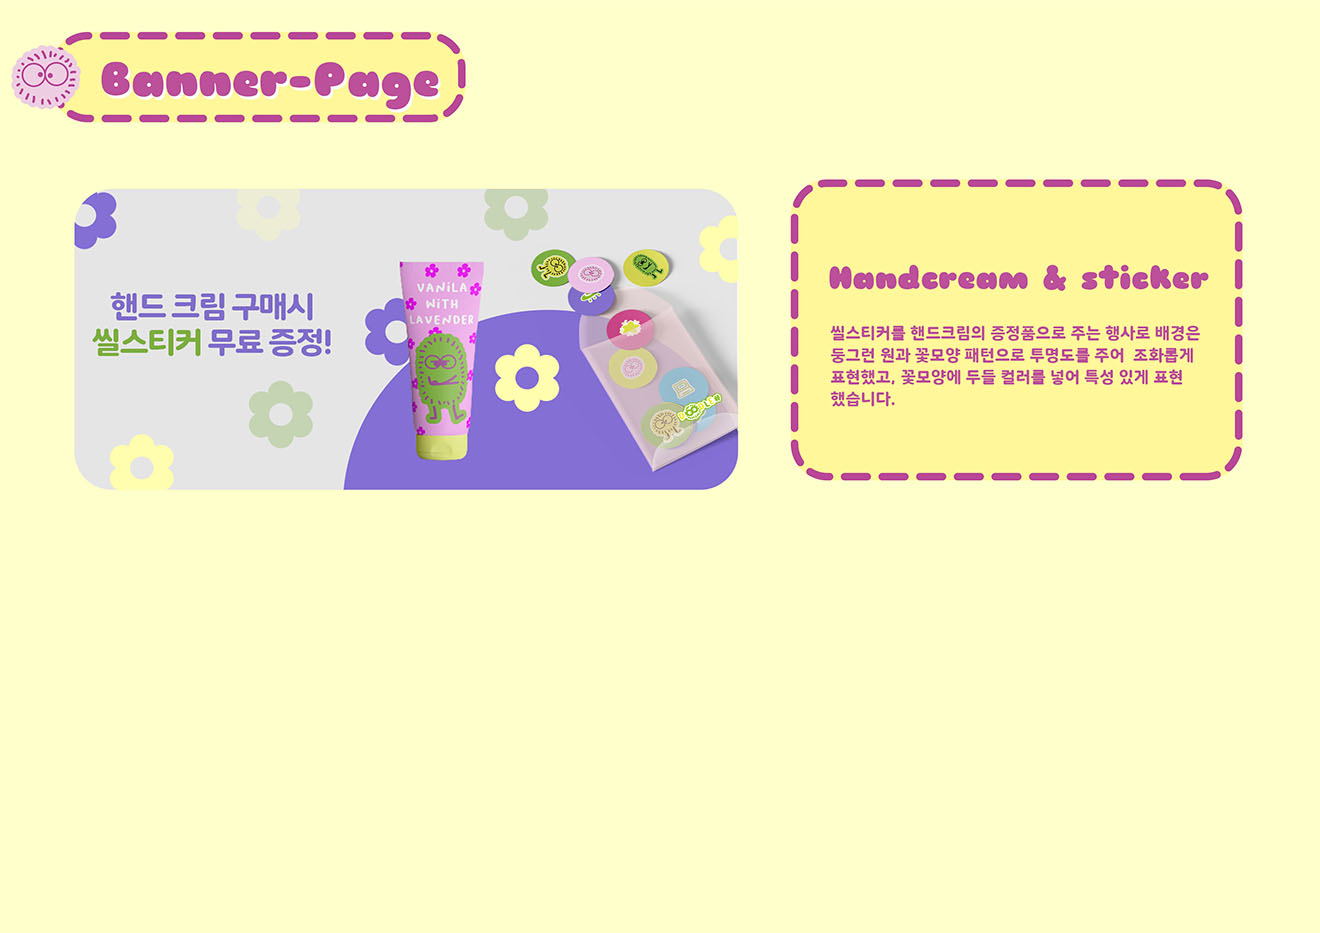 Banner-Page
핸드 크림 구매시
씰스티커 무료 증정!
VANiLA
WiTH
LAVENDER
Handcream & sticker
씰스티커를 핸드크림의 증정품으로 주는 행사로 배경은
둥그런 원과 꽃모양 패턴으로 투명도를 주어 조화롭게
표현했고, 꽃모양에 두들 컬러를 넣어 특성 있게 표현
했습니다.